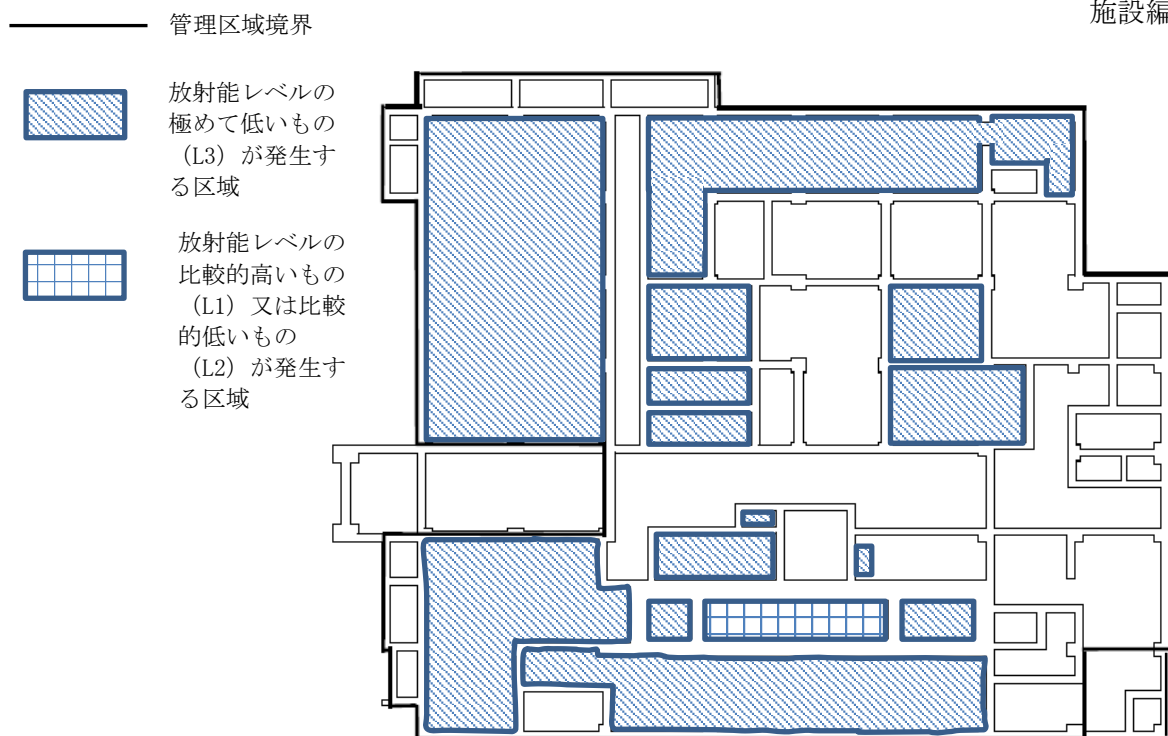 施設編
管理区域境界
放射能レベルの
極めて低いもの
（L3）が発生す
る区域
放射能レベルの
比較的高いもの
（L1）又は比較
的低いもの
（L2）が発生す
る区域